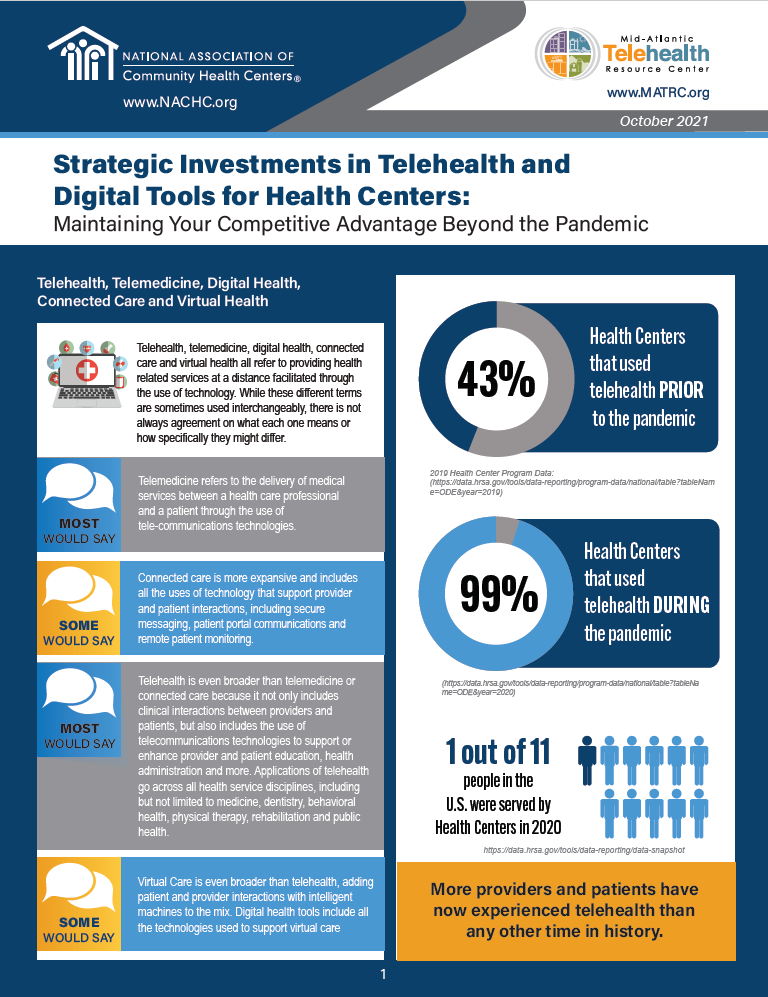 NATIONAL ASSOCIATION OF
Community Health Centers®
www.NACHC.org
Mid-Atlantic
Telehealth
Resource Center
www.MATRC.org
October 2021
Strategic Investments in Telehealth and
Digital Tools for Health Centers:
Maintaining Your Competitive Advantage Beyond the Pandemic
Telehealth, Telemedicine, Digital Health,
Connected Care and Virtual Health
Telehealth, telemedicine, digital health, connected
care and virtual health all refer to providing health
related services at a distance facilitated through
the use of technology. While these different terms
are sometimes used interchangeably, there is not
always agreement on what each one means or
how specifically they might differ.
MOST
WOULD SAY
Telemedicine refers to the delivery of medical
services between a health care professional
and a patient through the use of
tele-communications technologies.
SOME
WOULD SAY
Connected care is more expansive and includes
all the uses of technology that support provider
and patient interactions, including secure
messaging, patient portal communications and
remote patient monitoring.
MOST
WOULD SAY
Telehealth is even broader than telemedicine or
connected care because it not only includes
clinical interactions between providers and
patients, but also includes the use of
telecommunications technologies to support or
enhance provider and patient education, health
administration and more. Applications of telehealth
go across all health service disciplines, including
but not limited to medicine, dentistry, behavioral
health, physical therapy, rehabilitation and public
health.
SOME
WOULD SAY
Virtual Care is even broader than telehealth, adding
patient and provider interactions with intelligent
machines to the mix. Digital health tools include all
the technologies used to support virtual care
43%
Health Centers
that used
telehealth PRIOR
to the pandemic
2019 Health Center Program Data:
(https://data.hrsa.gov/tools/data-reporting/program-data/national/table?tableNam
e=ODE&year=2019)
99%
Health Centers
that used
telehealth DURING
the pandemic
(https://data.hrsa.gov/tools/data-reporting/program-data/national/table?tableNa
me=ODE&year=2020)
1 out of 11
people in the
U.S. were served by
Health Centers in 2020
https://data.hrsa.gov/tools/data-reporting/data-snapshot
More providers and patients have
now experienced telehealth than
any other time in history.
1